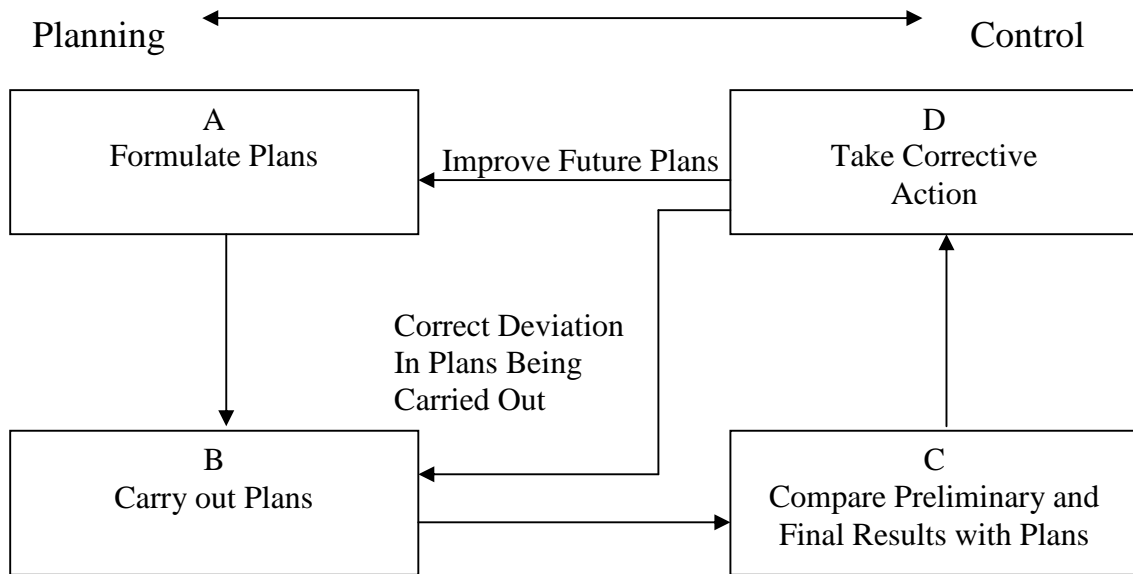 Planning
Control
A
Formulate Plans
D
Take Corrective
Action
Improve Future Plans
Correct Deviation
In Plans Being
Carried Out
B
Carry out Plans
C
Compare Preliminary and
Final Results with Plans